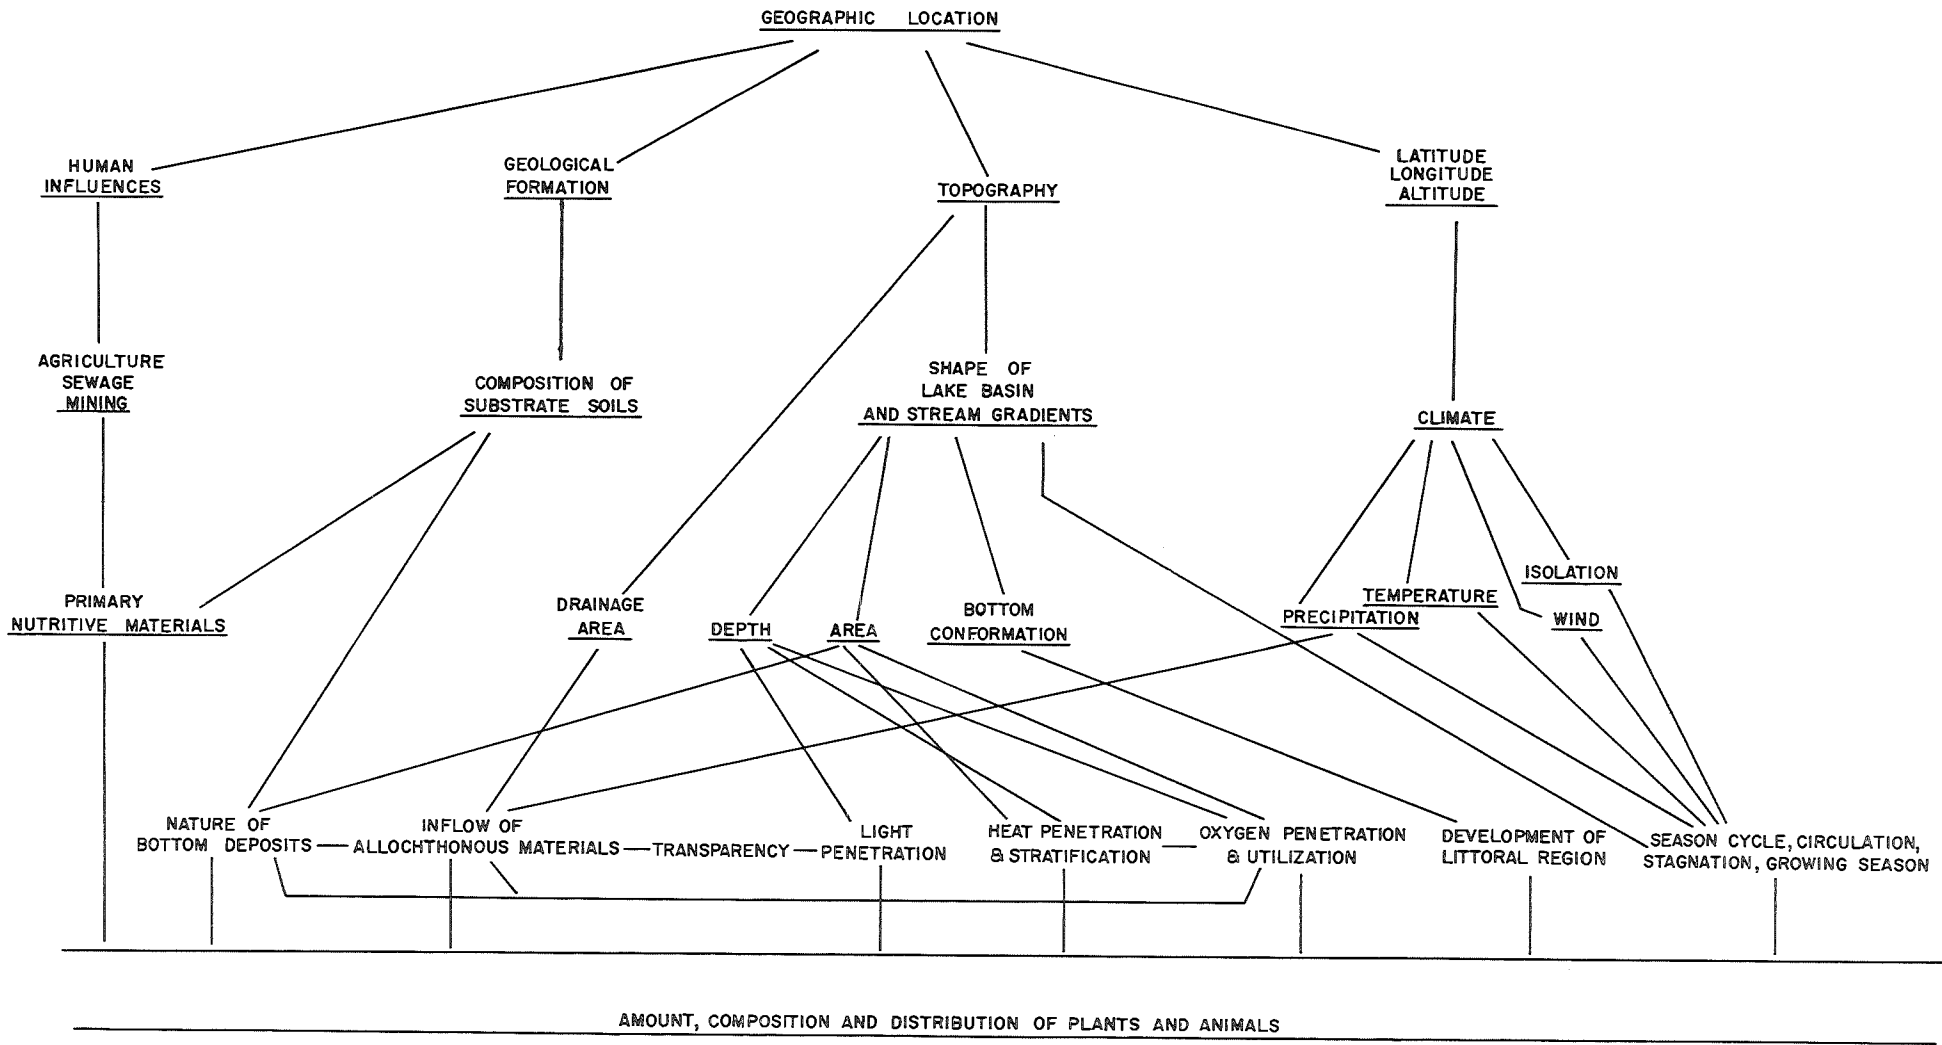 GEOGRAPHIC LOCATION
HUMAN
INFLUENCES
GEOLOGICAL
FORMATION
TOPOGRAPHY
LATITUDE
LONGITUDE
ALTITUDE
AGRICULTURE
SEWAGE
MINING
COMPOSITION OF
SUBSTRATE SOILS
SHAPE OF
LAKE BASIN
AND STREAM GRADIENTS
CLIMATE
PRIMARY
NUTRITIVE MATERIALS
DRAINAGE
AREA
DEPTH
AREA
BOTTOM
CONFORMATION
PRECIPITATION
TEMPERATURE
WIND
ISOLATION
NATURE OF
BOTTOM DEPOSITS
INFLOW OF
ALLOCHTHONOUS MATERIALS
TRANSPARENCY
LIGHT
PENETRATION
HEAT PENETRATION
& STRATIFICATION
OXYGEN PENETRATION
& UTILIZATION
DEVELOPMENT OF
LITTORAL REGION
SEASON CYCLE, CIRCULATION,
STAGNATION, GROWING SEASON
AMOUNT, COMPOSITION AND DISTRIBUTION OF PLANTS AND ANIMALS